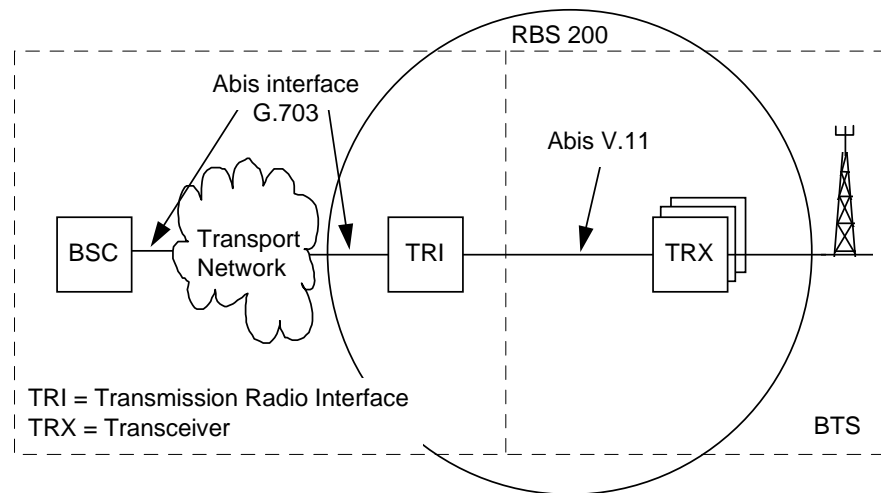 RBS 200
Abis interface
G.703
Abis V.11
BSC
Transport
Network
TRI
TRX
TRI = Transmission Radio Interface
TRX = Transceiver
BTS